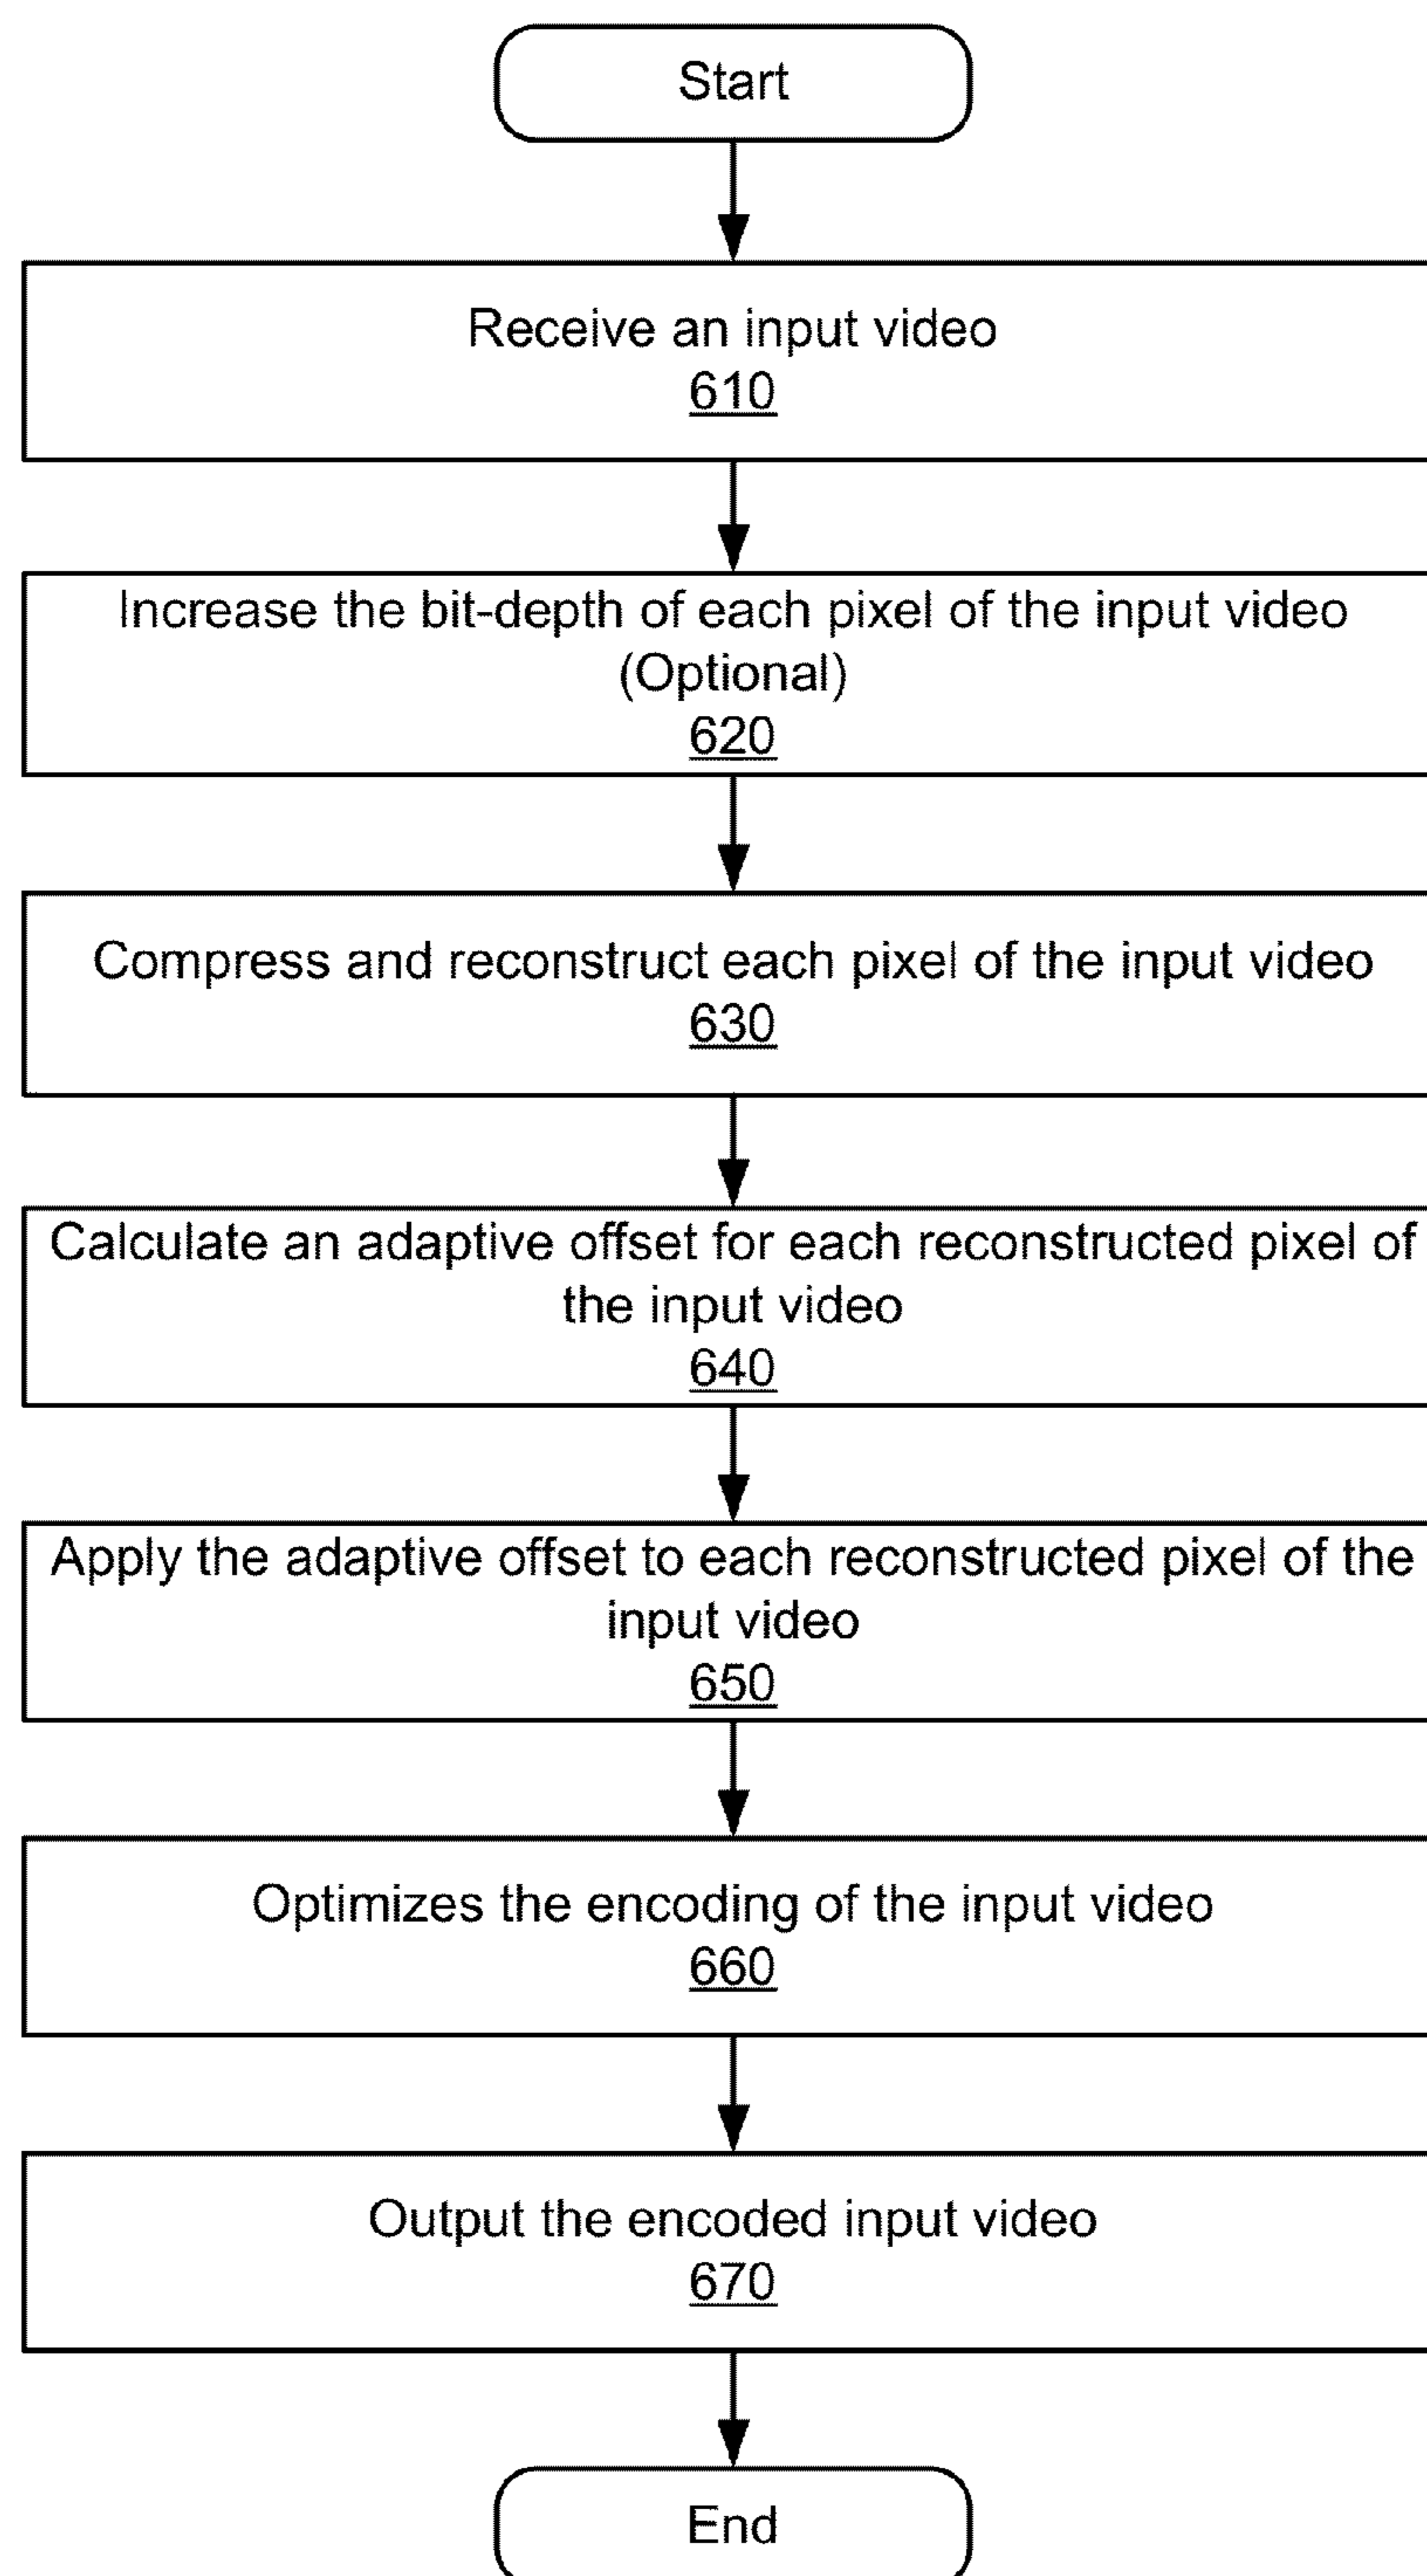 Start
Receive an input video
610
Increase the bit-depth of each pixel of the input video
(Optional)
620
Compress and reconstruct each pixel of the input video
630
Calculate an adaptive offset for each reconstructed pixel of
the input video
640
Apply the adaptive offset to each reconstructed pixel of the
input video
650
Optimizes the encoding of the input video
660
Output the encoded input video
670
End